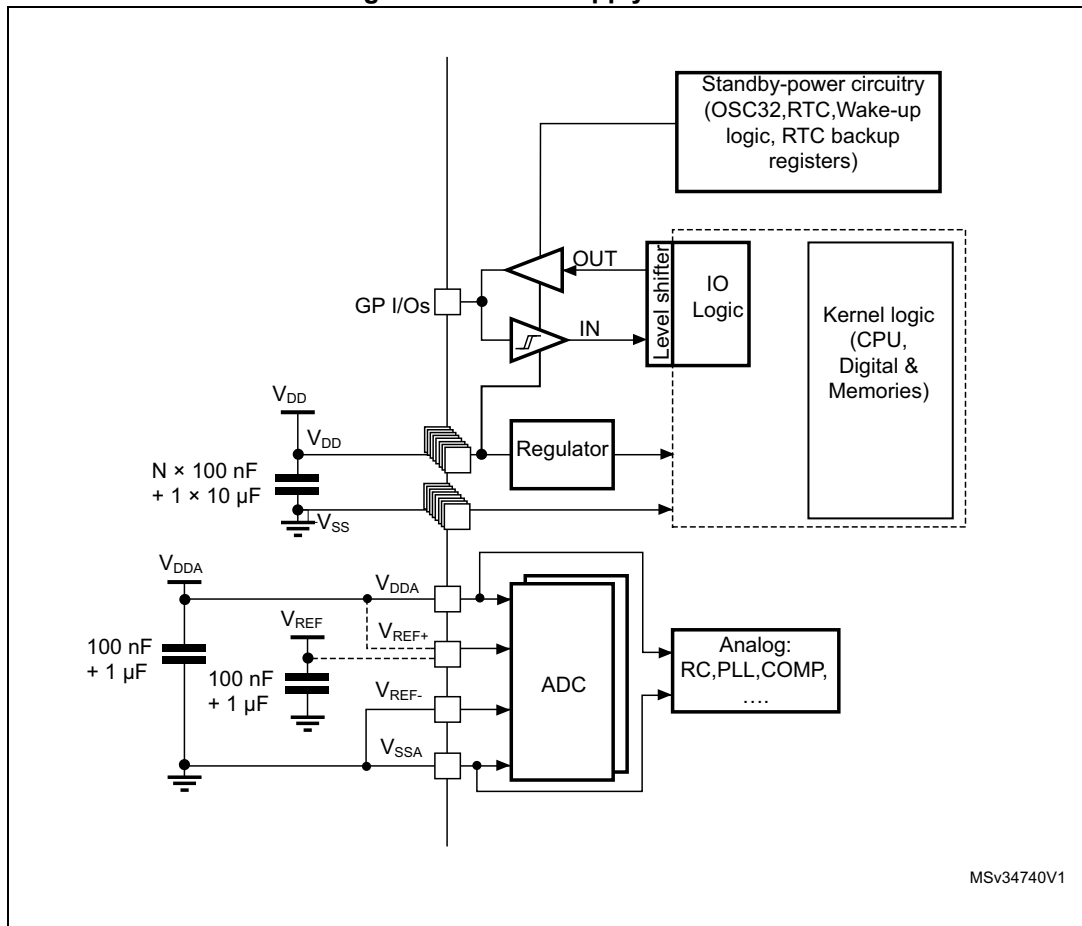 Standby-power circuitry
(OSC32,RTC,Wake-up
logic, RTC backup
registers)
OUT
IN
GP I/Os
Level shifter
IO
Logic
Kernel logic
(CPU,
Digital &
Memories)
VDD
VDD
N × 100 nF
+ 1 × 10 µF
VSS
Regulator
VDDA
VDDA
VREF
VREF+
100 nF
+ 1 µF
100 nF
+ 1 µF
VREF-
VSSA
ADC
Analog:
RC,PLL,COMP,
....
MSv34740V1